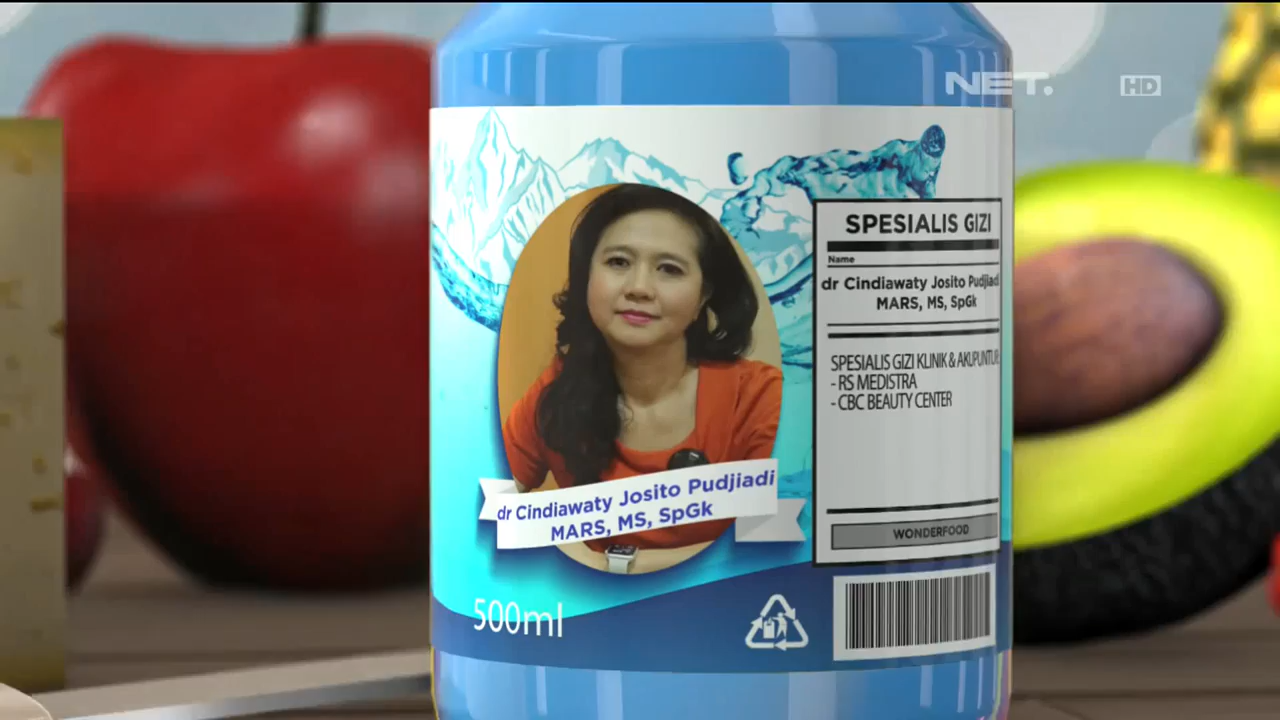 NET.
HD
SPESIALIS GIZI
Name
dr Cindiawaty Josito Pudjiadi
MARS, MS, SpGk
SPESIALIS GIZI KLINIK & AKUPUNTUR
- RS MEDISTRA
- CBC BEAUTY CENTER
WONDERFOOD
dr Cindiawaty Josito Pudjiadi
MARS, MS, SpGk
500ml